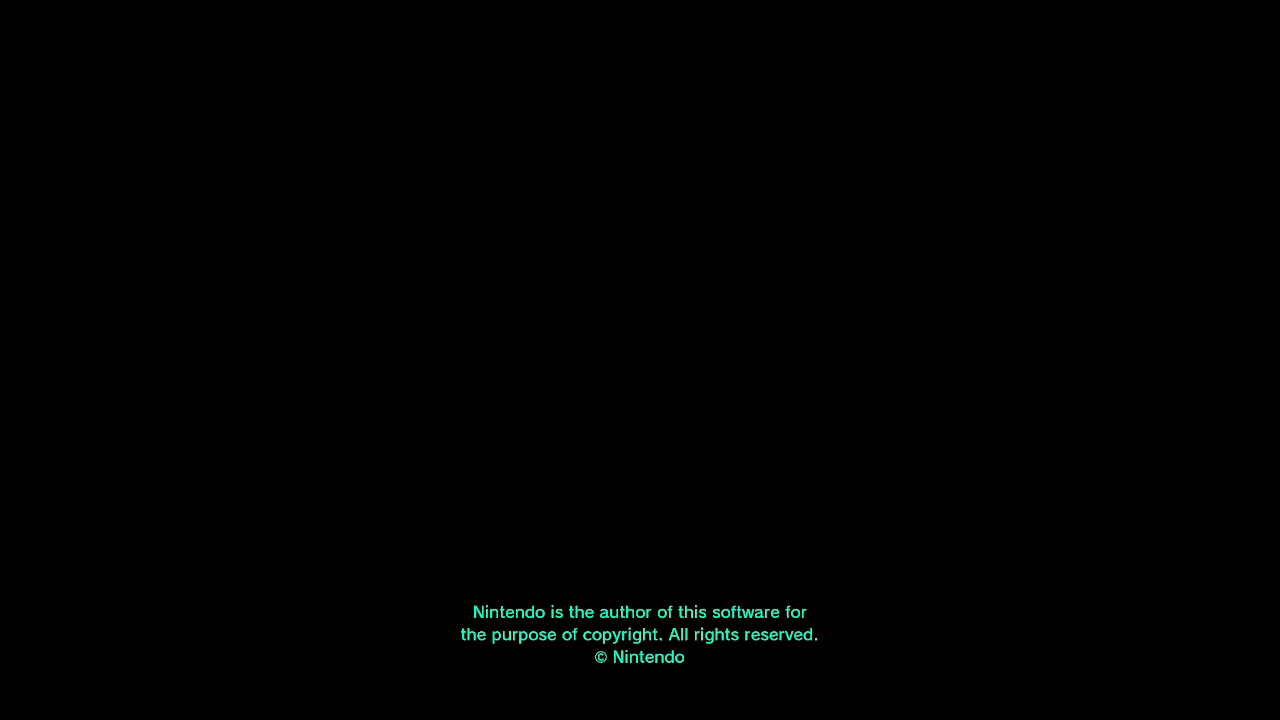 Nintendo is the author of this software for
the purpose of copyright. All rights reserved.
© Nintendo